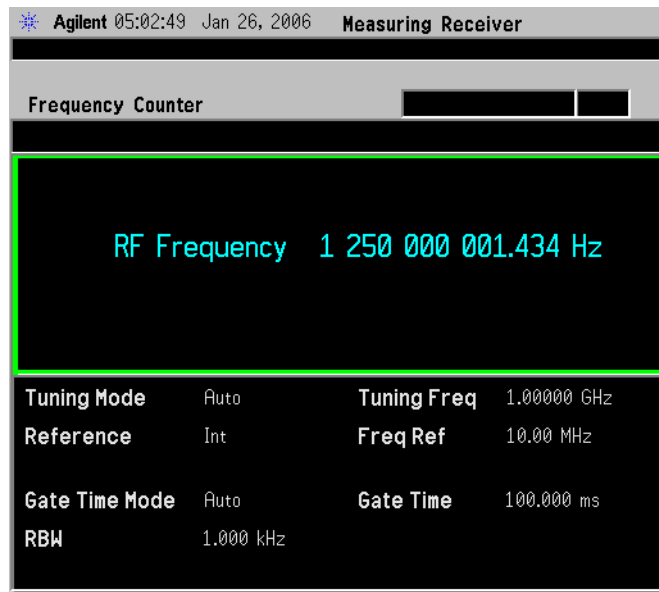 Agilent 05:02:49 Jan 26, 2006 Measuring Receiver
Frequency Counter
RF Frequency 1 250 000 001.434 Hz
Tuning Mode Auto Tuning Freq 1.00000 GHz
Reference Int Freq Ref 10.00 MHz
Gate Time Mode Auto Gate Time 100.000 ms
RBW 1.000 kHz